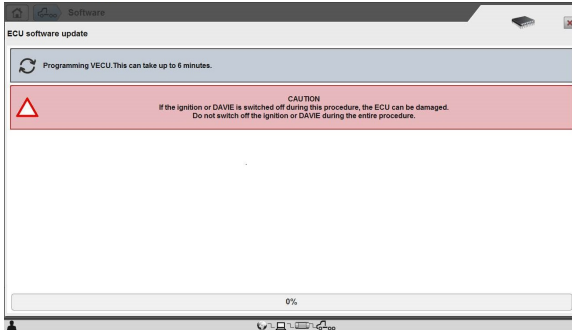 Software
ECU software update
Programming VECU.This can take up to 6 minutes.
CAUTION
If the ignition or DAVIE is switched off during this procedure, the ECU can be damaged.
Do not switch off the ignition or DAVIE during the entire procedure.
0%